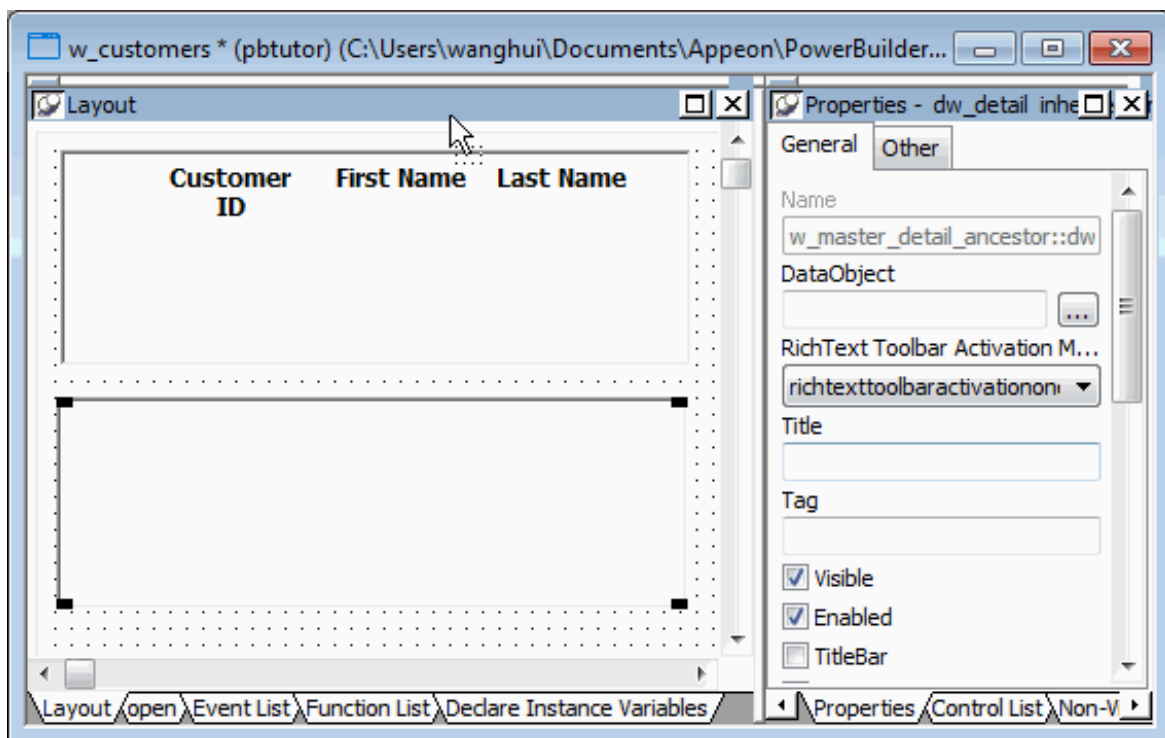 w_customers * (pbtutor) (C:\Users\wanghui\Documents\Appeon\PowerBuilder...
Layout
Customer ID First Name Last Name
Layout open Event List Function List Declare Instance Variables
Properties - dw_detail inhe
General Other
Name
w_master_detail_ancestor::dw
DataObject
...
RichText Toolbar Activation M...
richtexttoolbaractivationon
Title
Tag
Visible
Enabled
TitleBar
Properties Control List Non-V